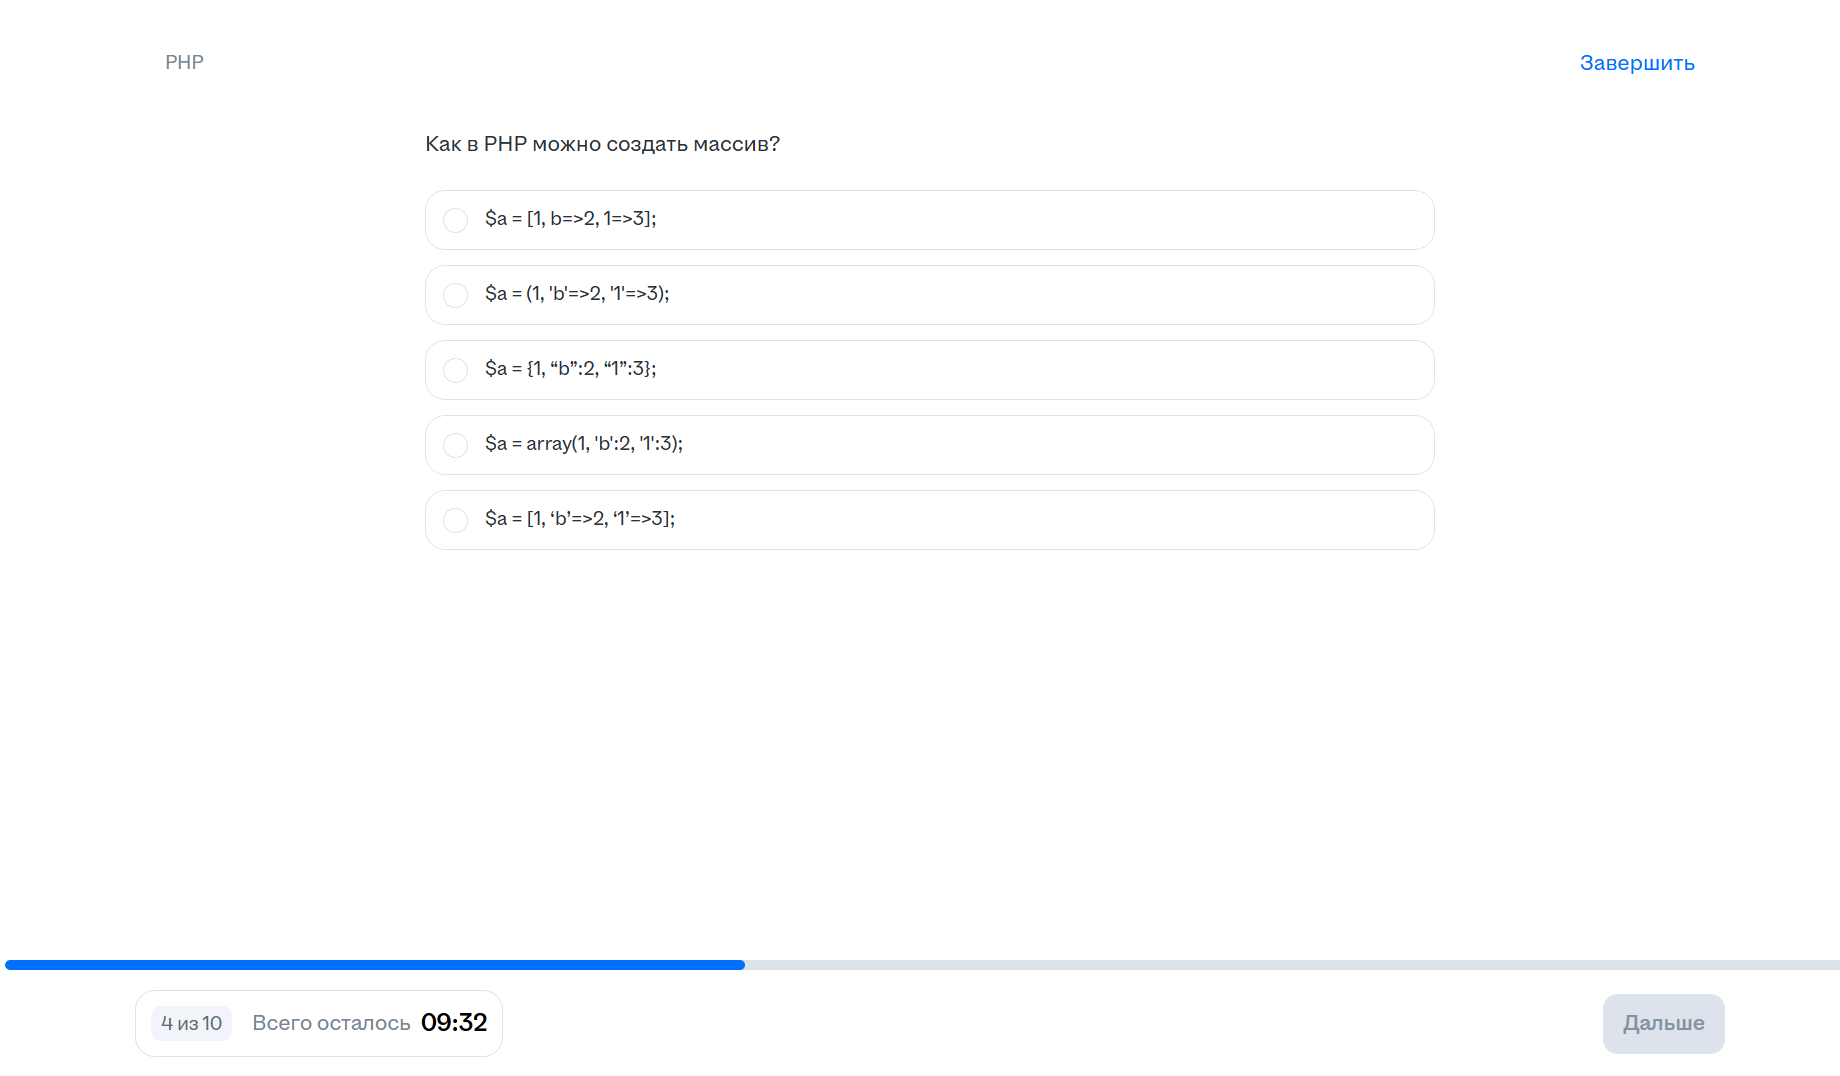 PHP
Завершить
Как в PHP можно создать массив?
$a = [1, b=>2, 1=>3];
$a = (1, 'b'=>2, '1'=>3);
$a = {1, “b”:2, “1”:3};
$a = array(1, 'b':2, '1':3);
$a = [1, ‘b’=>2, ‘1’=>3];
4 из 10
Всего осталось 09:32
Дальше